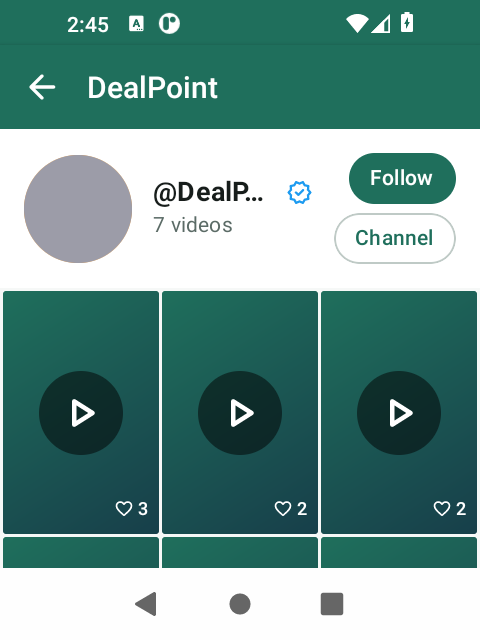 2:45
DealPoint
@DealP...
7 videos
Follow
Channel
3
2
2